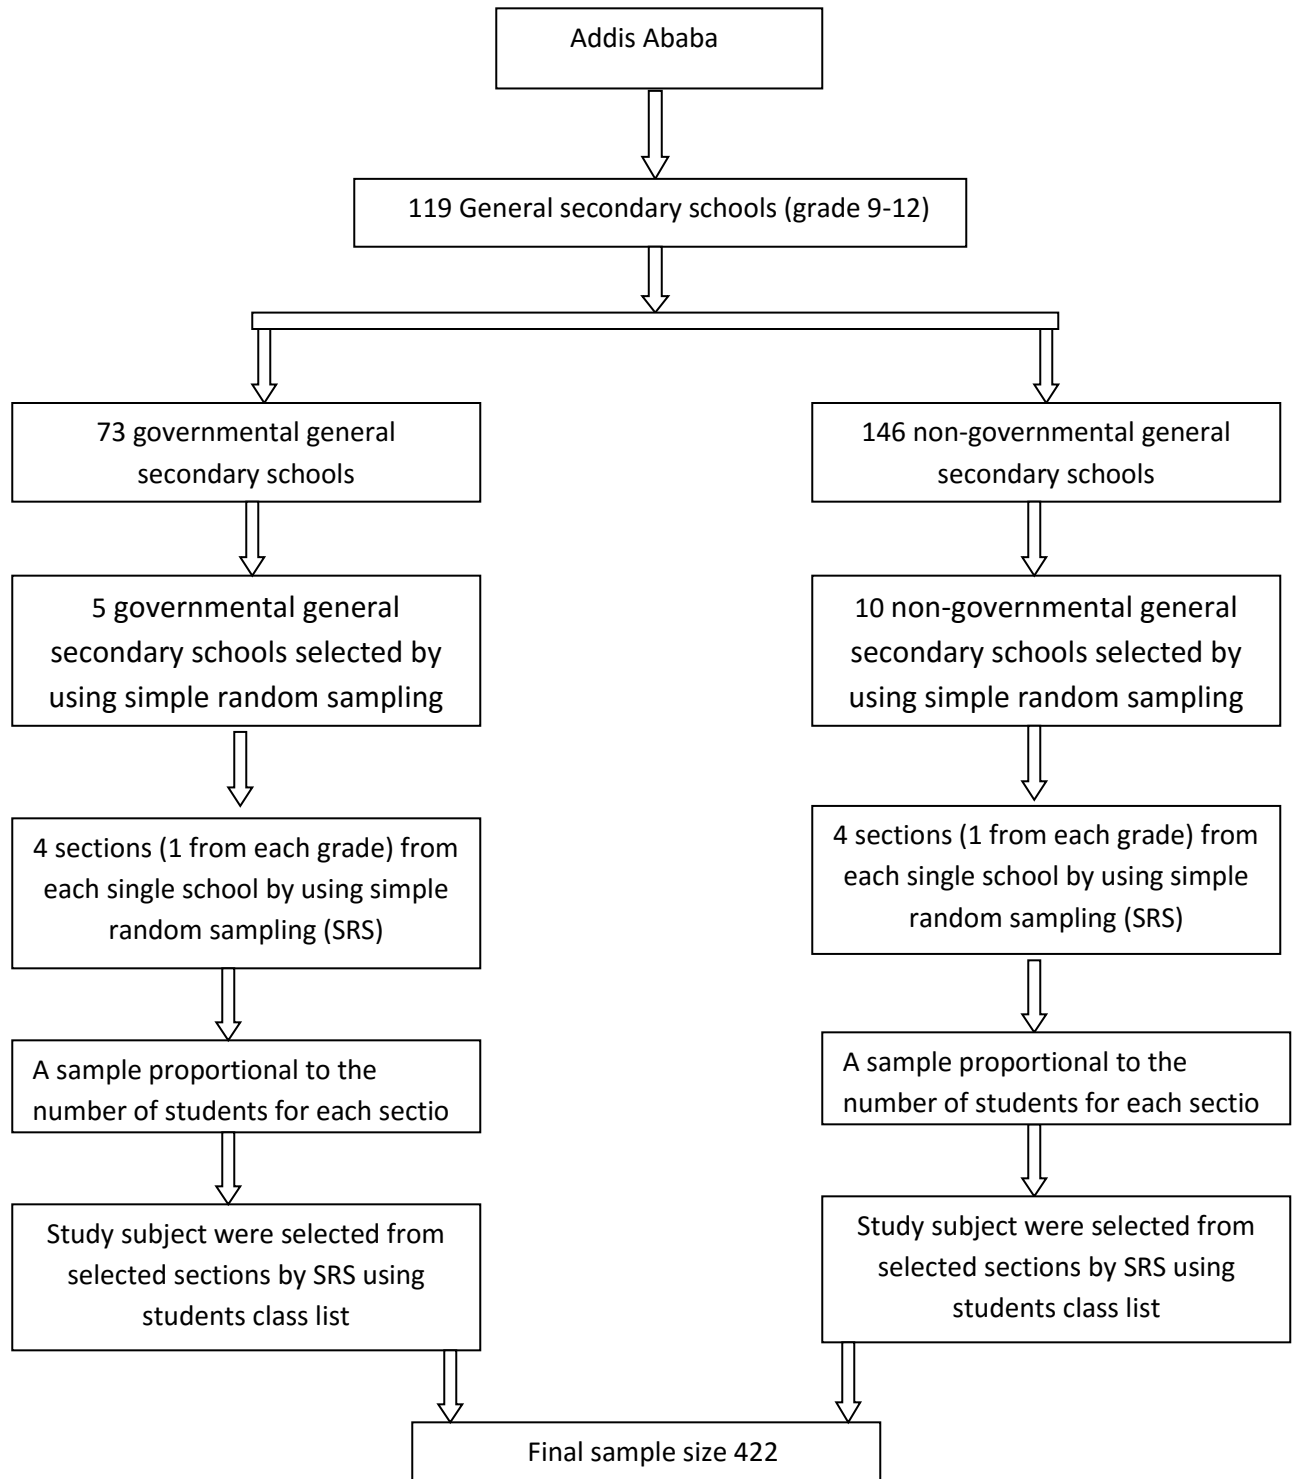 Addis Ababa
119 General secondary schools (grade 9-12)
73 governmental general
secondary schools
146 non-governmental general
secondary schools
5 governmental general
secondary schools selected by
using simple random sampling
10 non-governmental general
secondary schools selected by
using simple random sampling
4 sections (1 from each grade) from
each single school by using simple
random sampling (SRS)
4 sections (1 from each grade) from
each single school by using simple
random sampling (SRS)
A sample proportional to the
number of students for each sectio
A sample proportional to the
number of students for each sectio
Study subject were selected from
selected sections by SRS using
students class list
Study subject were selected from
selected sections by SRS using
students class list
Final sample size 422